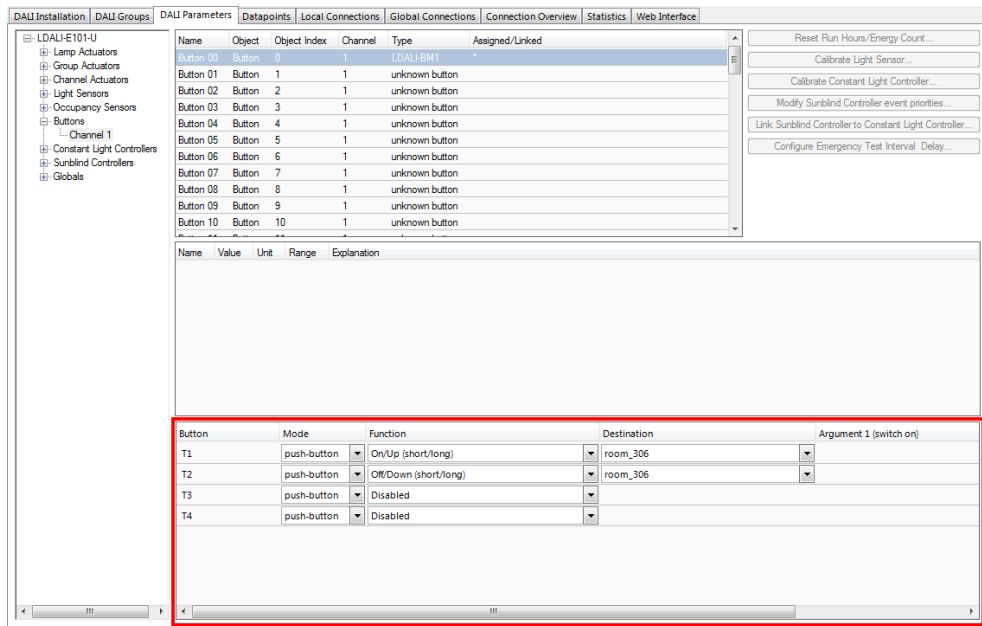 DALI Installation DALI Groups DALI Parameters Datapoints Local Connections Global Connections Connection Overview Statistics Web Interface
LDALI-E101-U
Lamp Actuators
Group Actuators
Channel Actuators
Light Sensors
Occupancy Sensors
Buttons
Channel 1
Constant Light Controllers
Sunblind Controllers
Globals
Name Object Object Index Channel Type Assigned/Linked
Button 00 Button 0 1 LDALI-BM1 -
Button 01 Button 1 1 unknown button
Button 02 Button 2 1 unknown button
Button 03 Button 3 1 unknown button
Button 04 Button 4 1 unknown button
Button 05 Button 5 1 unknown button
Button 06 Button 6 1 unknown button
Button 07 Button 7 1 unknown button
Button 08 Button 8 1 unknown button
Button 09 Button 9 1 unknown button
Button 10 Button 10 1 unknown button
Reset Run Hours/Energy Count...
Calibrate Light Sensor...
Calibrate Constant Light Controller...
Modify Sunblind Controller event priorities...
Link Sunblind Controller to Constant Light Controller...
Configure Emergency Test Interval Delay...
Name Value Unit Range Explanation
Button Mode Function Destination Argument 1 (switch on)
T1 push-button On/Up (short/long) room_306
T2 push-button Off/Down (short/long) room_306
T3 push-button Disabled
T4 push-button Disabled